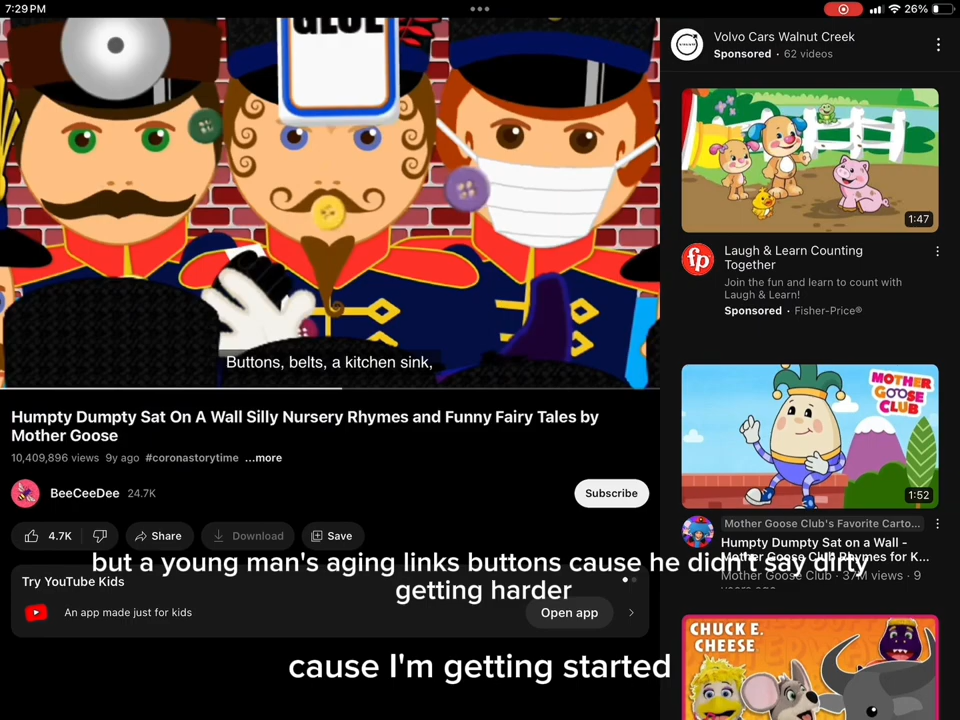 7:29 PM
26%
GLUE
Buttons, belts, a kitchen sink,
Humpty Dumpty Sat On A Wall Silly Nursery Rhymes and Funny Fairy Tales by
Mother Goose
10,409,896 views 9y ago #coronastorytime ...more
BeeCeeDee 24.7K
Subscribe
4.7K
Share
Download
Save
but a young man's aging links buttons cause he didn't say dirty
getting harder
Try YouTube Kids
An app made just for kids
Open app
cause I'm getting started
Volvo Cars Walnut Creek
Sponsored · 62 videos
1:47
fp
Laugh & Learn Counting
Together
Join the fun and learn to count with
Laugh & Learn!
Sponsored · Fisher-Price®
MOTHER
GOOSE
CLUB
1:52
Mother Goose Club's Favorite Carto...
Humpty Dumpty Sat on a Wall -
Mother Goose Club Rhymes for K...
Mother Goose Club · 37M views · 9
years ago
CHUCK E.
CHEESE